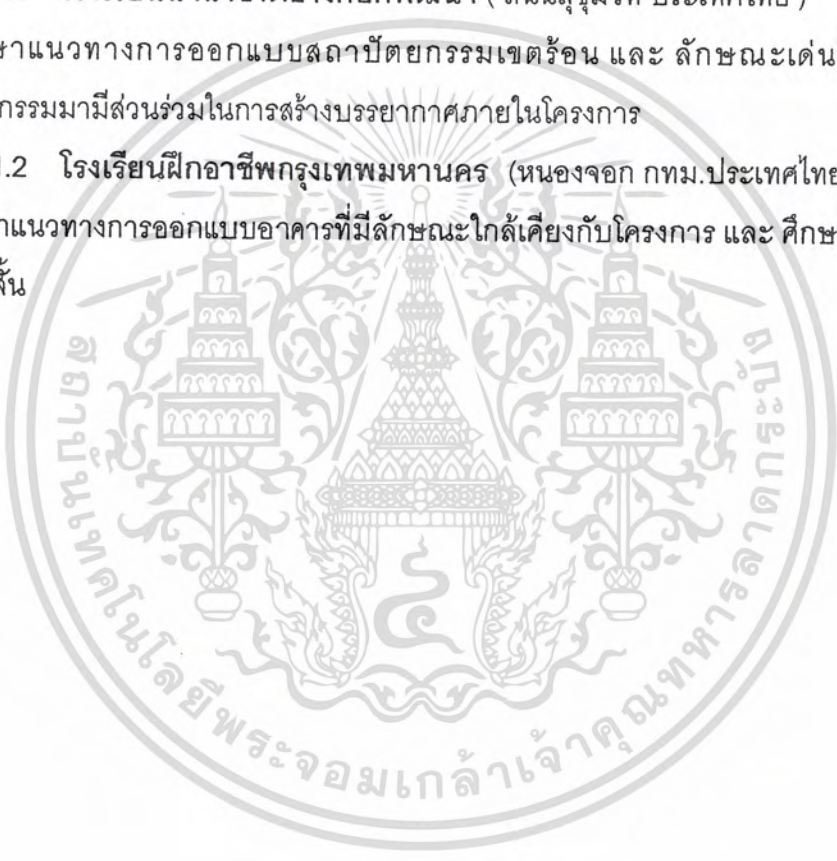 ษาแนวทางการออกแบบสถาปัตยกรรมเขตร้อน และ ลักษณะเด่น
กรรมมามีส่วนร่วมในการสร้างบรรยากาศภายในโครงการ
.2 โรงเรียนฝึกอาชีพกรุงเทพมหานคร (หนองจอก กทม.ประเทศไทย
าแนวทางการออกแบบอาคารที่มีลักษณะใกล้เคียงกับโครงการ และ ศึกษ
ั้น
สถาบันเทคโนโลยีพระจอมเกล้าเจ้าคุณทหารลาดกระบัง